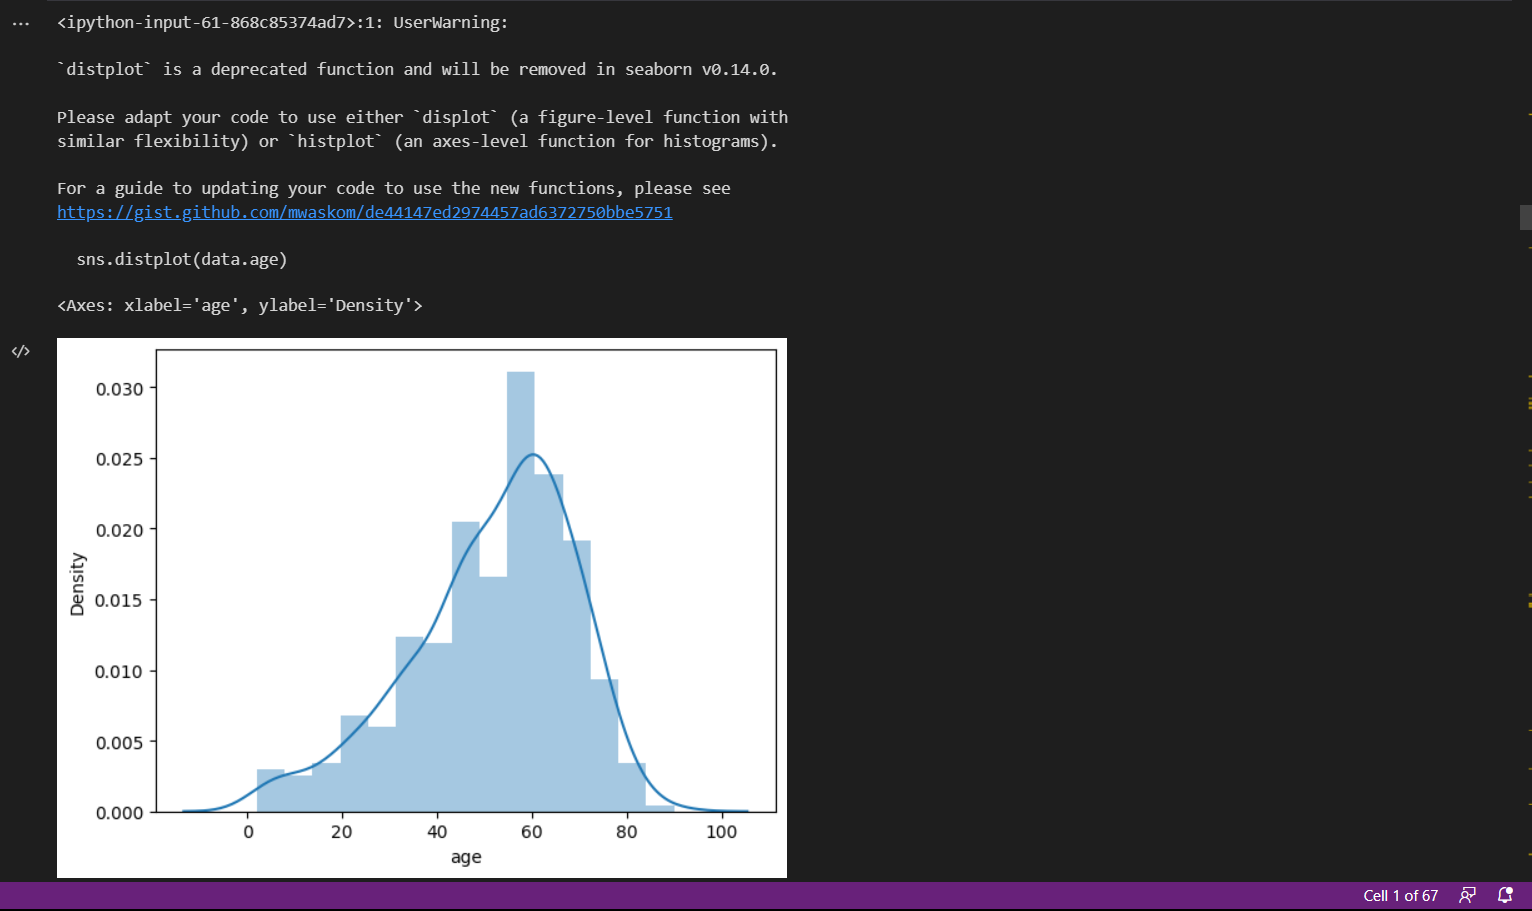 <ipython-input-61-868c85374ad7>:1: UserWarning:
`distplot` is a deprecated function and will be removed in seaborn v0.14.0.
Please adapt your code to use either `displot` (a figure-level function with
similar flexibility) or `histplot` (an axes-level function for histograms).
For a guide to updating your code to use the new functions, please see
https://gist.github.com/mwaskom/de44147ed2974457ad6372750bbe5751
sns.distplot(data.age)
<Axes: xlabel='age', ylabel='Density'>
0.030
0.025
0.020
0.015
0.010
0.005
0.000
Density
0 20 40 60 80 100
age
Cell 1 of 67